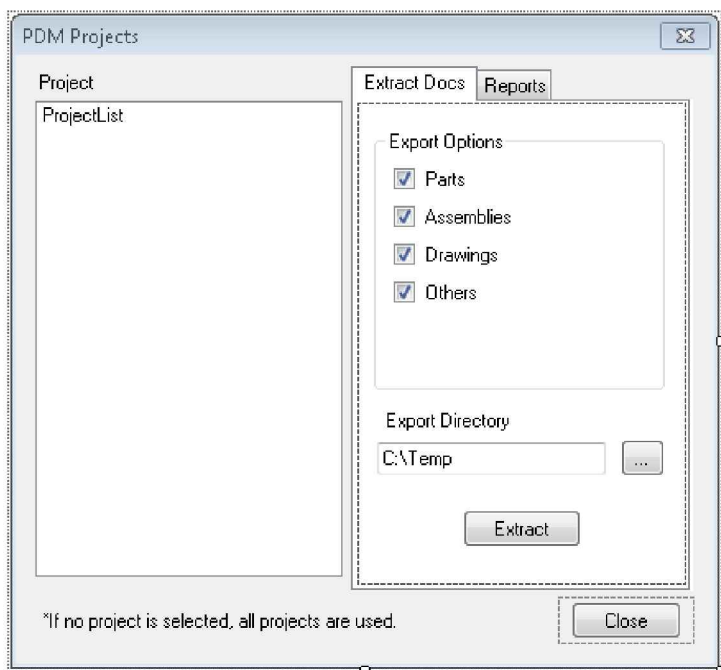 PDM Projects
Project
ProjectList
Extract Docs
Reports
Export Options
Parts
Assemblies
Drawings
Others
Export Directory
C:\Temp
...
Extract
*If no project is selected, all projects are used.
Close